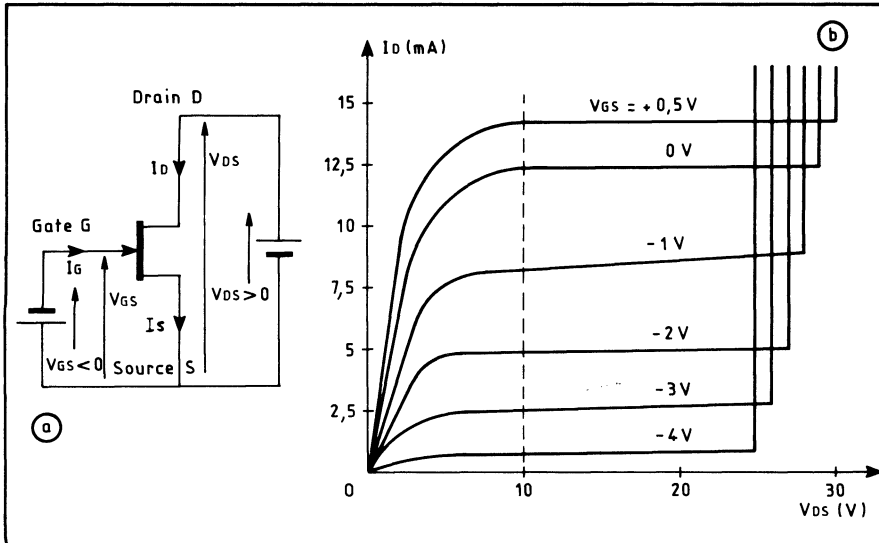 a
Drain D
ID
VDS
Gate G
IG
VGS
VDS>0
IS
VGS<0
Source S
b
ID (mA)
15
12,5
10
7,5
5
2,5
0
10
20
30
VDS (V)
VGS = +0,5 V
0 V
-1 V
-2 V
-3 V
-4 V